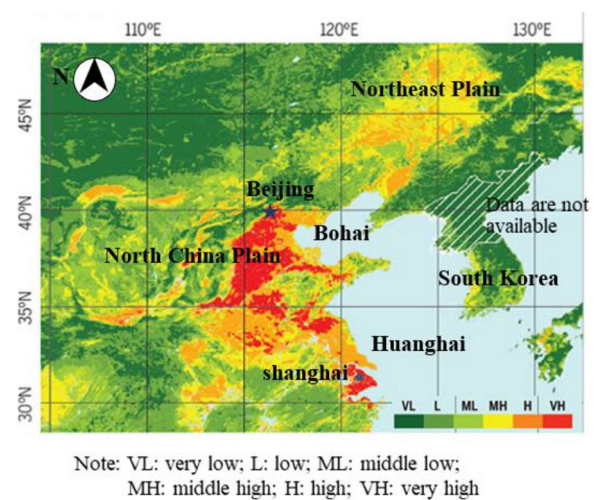 110°E 120°E 130°E
N
Northeast Plain
45°N
Beijing
40°N
Data are not
available
Bohai
North China Plain
South Korea
35°N
Huanghai
shanghai
30°N
VL L ML MH H VH
Note: VL: very low; L: low; ML: middle low;
MH: middle high; H: high; VH: very high